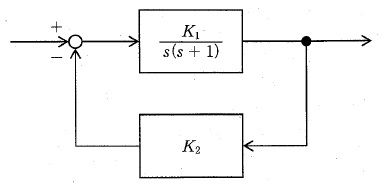 +
−
K₁
s(s + 1)
K₂